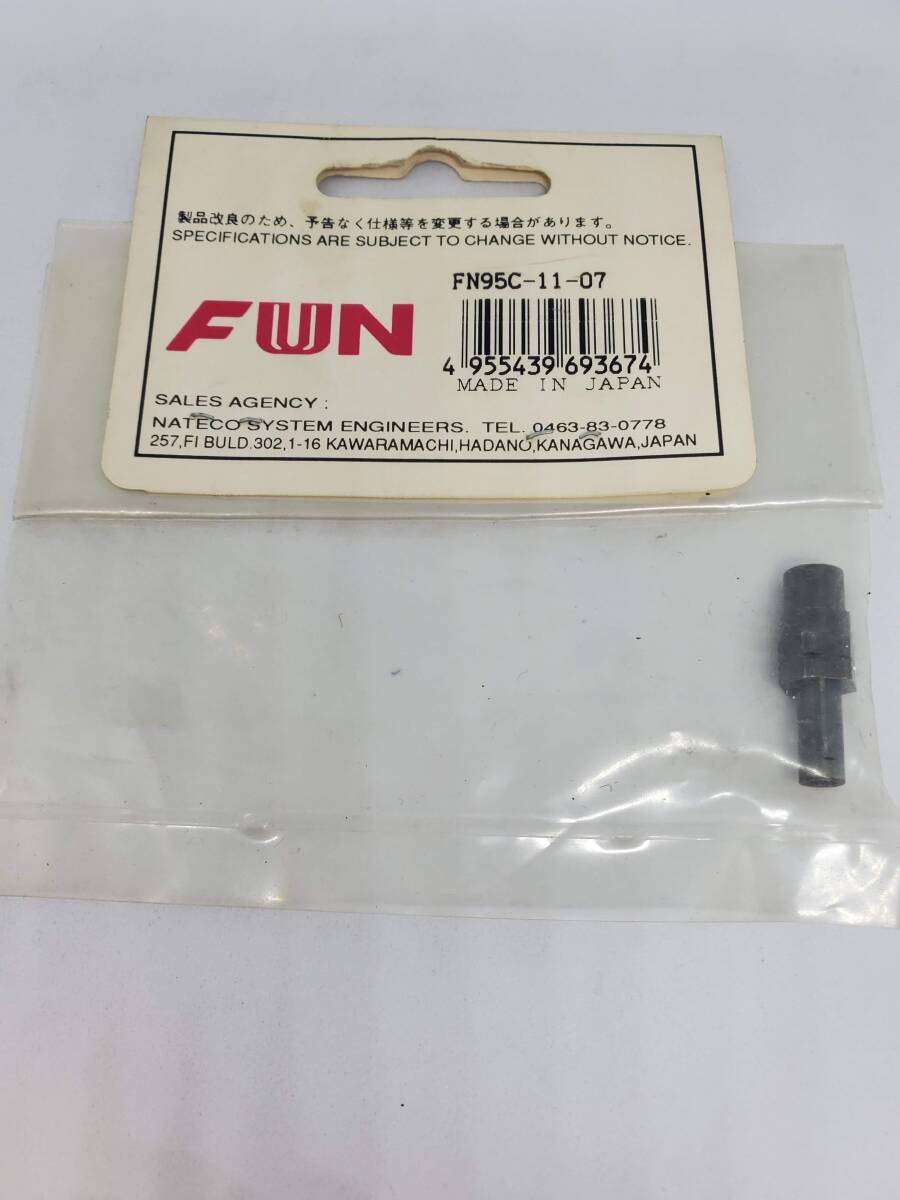 製品改良のため、予告なく仕様等を変更する場合があります。
SPECIFICATIONS ARE SUBJECT TO CHANGE WITHOUT NOTICE.
FN95C-11-07
FUN
4 955439 693674
MADE IN JAPAN
SALES AGENCY :
NATECO SYSTEM ENGINEERS. TEL. 0463-83-0778
257,FI BULD.302,1-16 KAWARAMACHI,HADANO,KANAGAWA,JAPAN